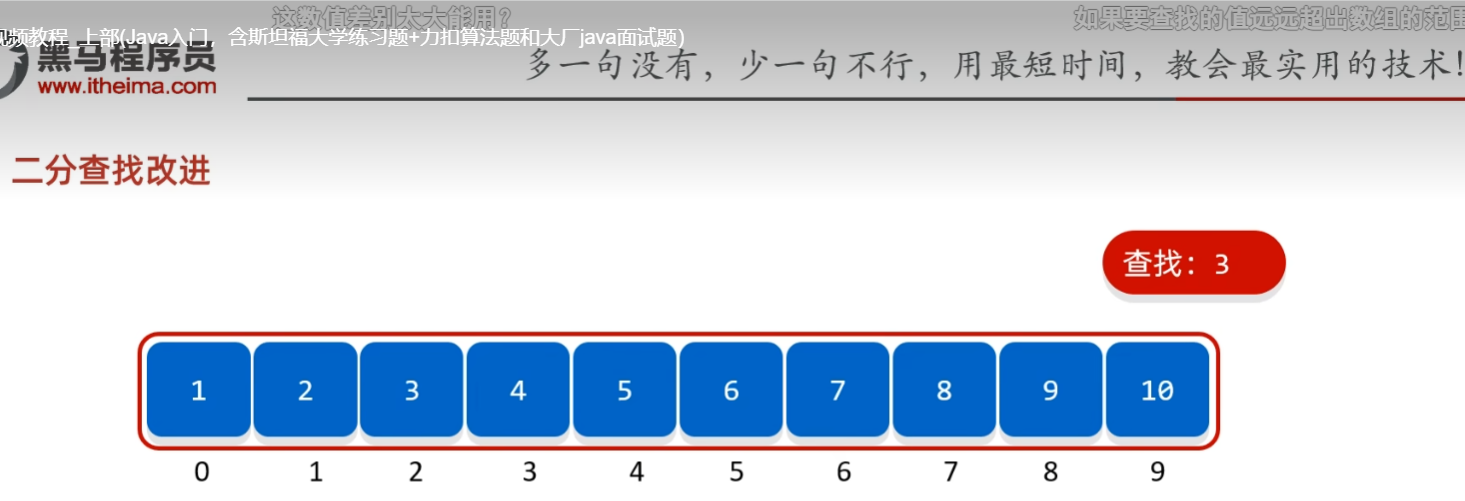 这数值差别太大能用?
如果要查找的值远远超出数组的范围
视频教程_上部(Java入门，含斯坦福大学练习题+力扣算法题和大厂java面试题)
黑马程序员
www.itheima.com
多一句没有，少一句不行，用最短时间，教会最实用的技术!
二分查找改进
查找：3
1 2 3 4 5 6 7 8 9 10
0 1 2 3 4 5 6 7 8 9